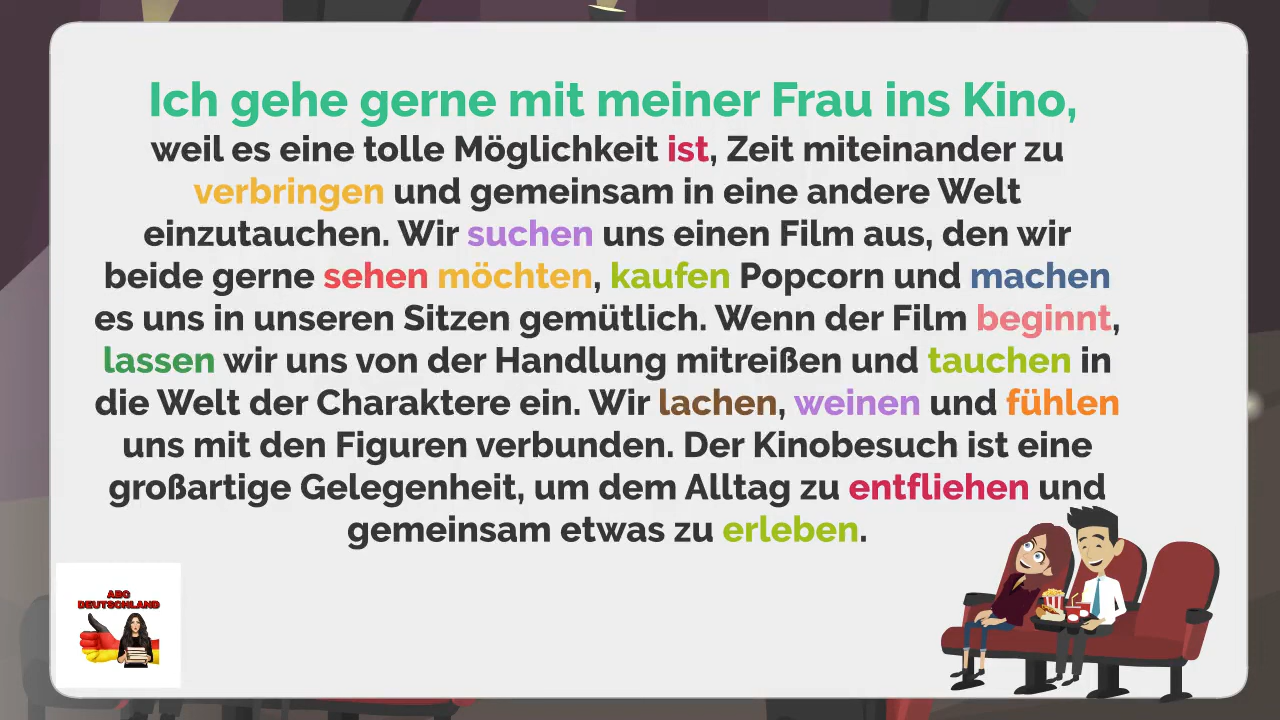 Ich gehe gerne mit meiner Frau ins Kino,
weil es eine tolle Möglichkeit ist, Zeit miteinander zu
verbringen und gemeinsam in eine andere Welt
einzutauchen. Wir suchen uns einen Film aus, den wir
beide gerne sehen möchten, kaufen Popcorn und machen
es uns in unseren Sitzen gemütlich. Wenn der Film beginnt,
lassen wir uns von der Handlung mitreißen und tauchen in
die Welt der Charaktere ein. Wir lachen, weinen und fühlen
uns mit den Figuren verbunden. Der Kinobesuch ist eine
großartige Gelegenheit, um dem Alltag zu entfliehen und
gemeinsam etwas zu erleben.
ABC
DEUTSCHLAND